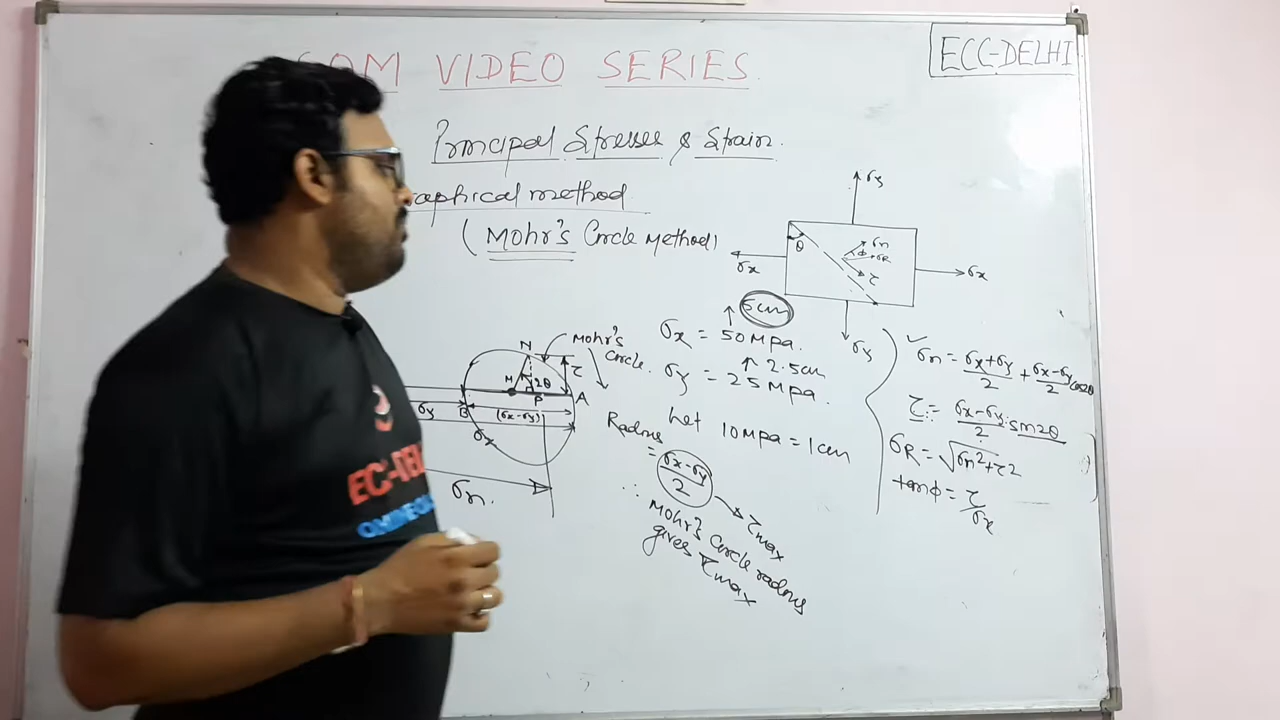 SOM VIDEO SERIES
ECC-DELHI
Principal Stresses & Strain
aphical method
(Mohr's Circle Method)
σy
θ
σn
φ
σR
τ
σx
σx
σy
5cm
σx = 50 MPa.
2.5cm
σy = 25 MPa.
Let 10MPa = 1cm
N
Mohr's
Circle.
τ
M
2θ
P
A
B
σy
(σx-σy)
σx
σn.
Radius
= σx-σy
2
τmax
∴ Mohr's Circle radius
gives τmax
σn = σx+σy/2 + σx-σy/2 cos2θ
τ = σx-σy/2 . sin2θ
σR = √σn²+τ2
tanφ = τ/σx